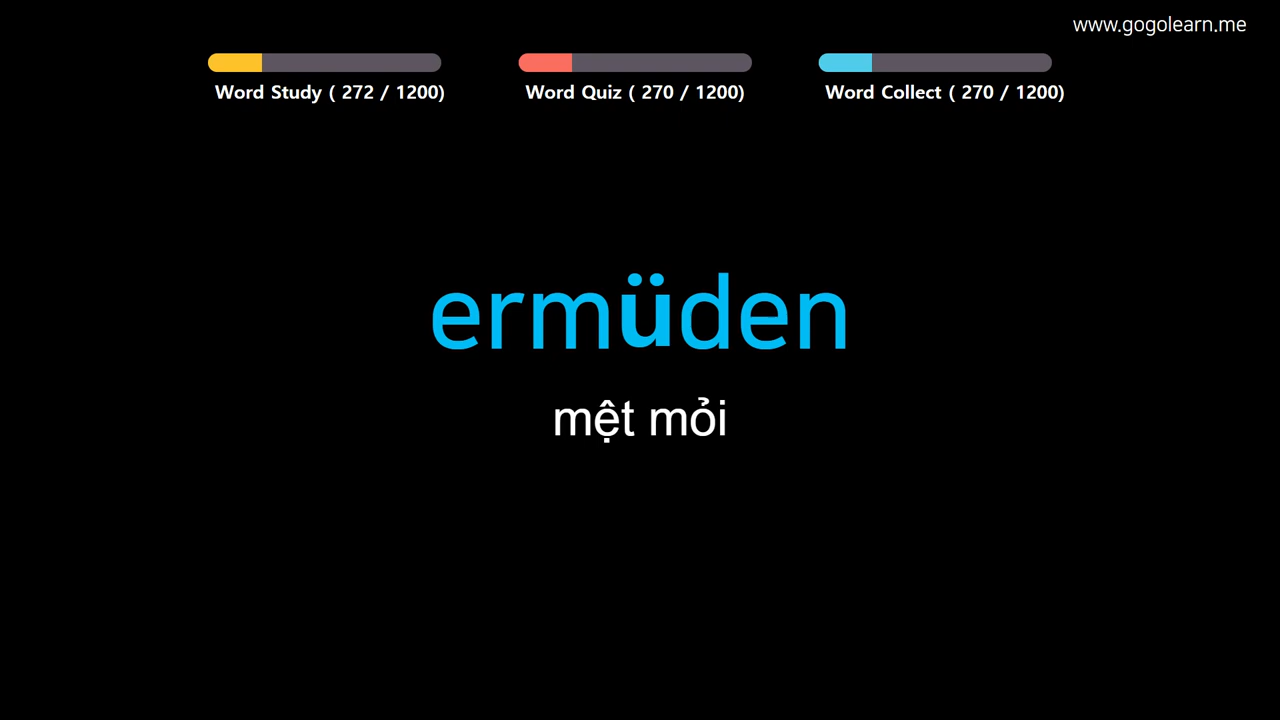 www.gogolearn.me
Word Study ( 272 / 1200)
Word Quiz ( 270 / 1200)
Word Collect ( 270 / 1200)
ermüden
mệt mỏi